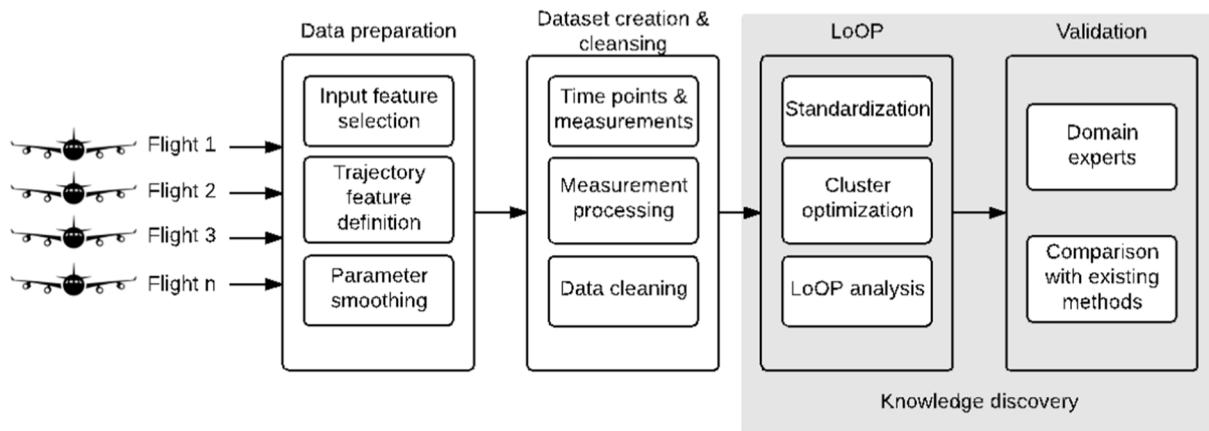 Flight 1
Flight 2
Flight 3
Flight n
Data preparation
Input feature
selection
Trajectory
feature
definition
Parameter
smoothing
Dataset creation &
cleansing
Time points &
measurements
Measurement
processing
Data cleaning
LoOP
Standardization
Cluster
optimization
LoOP analysis
Validation
Domain
experts
Comparison
with existing
methods
Knowledge discovery